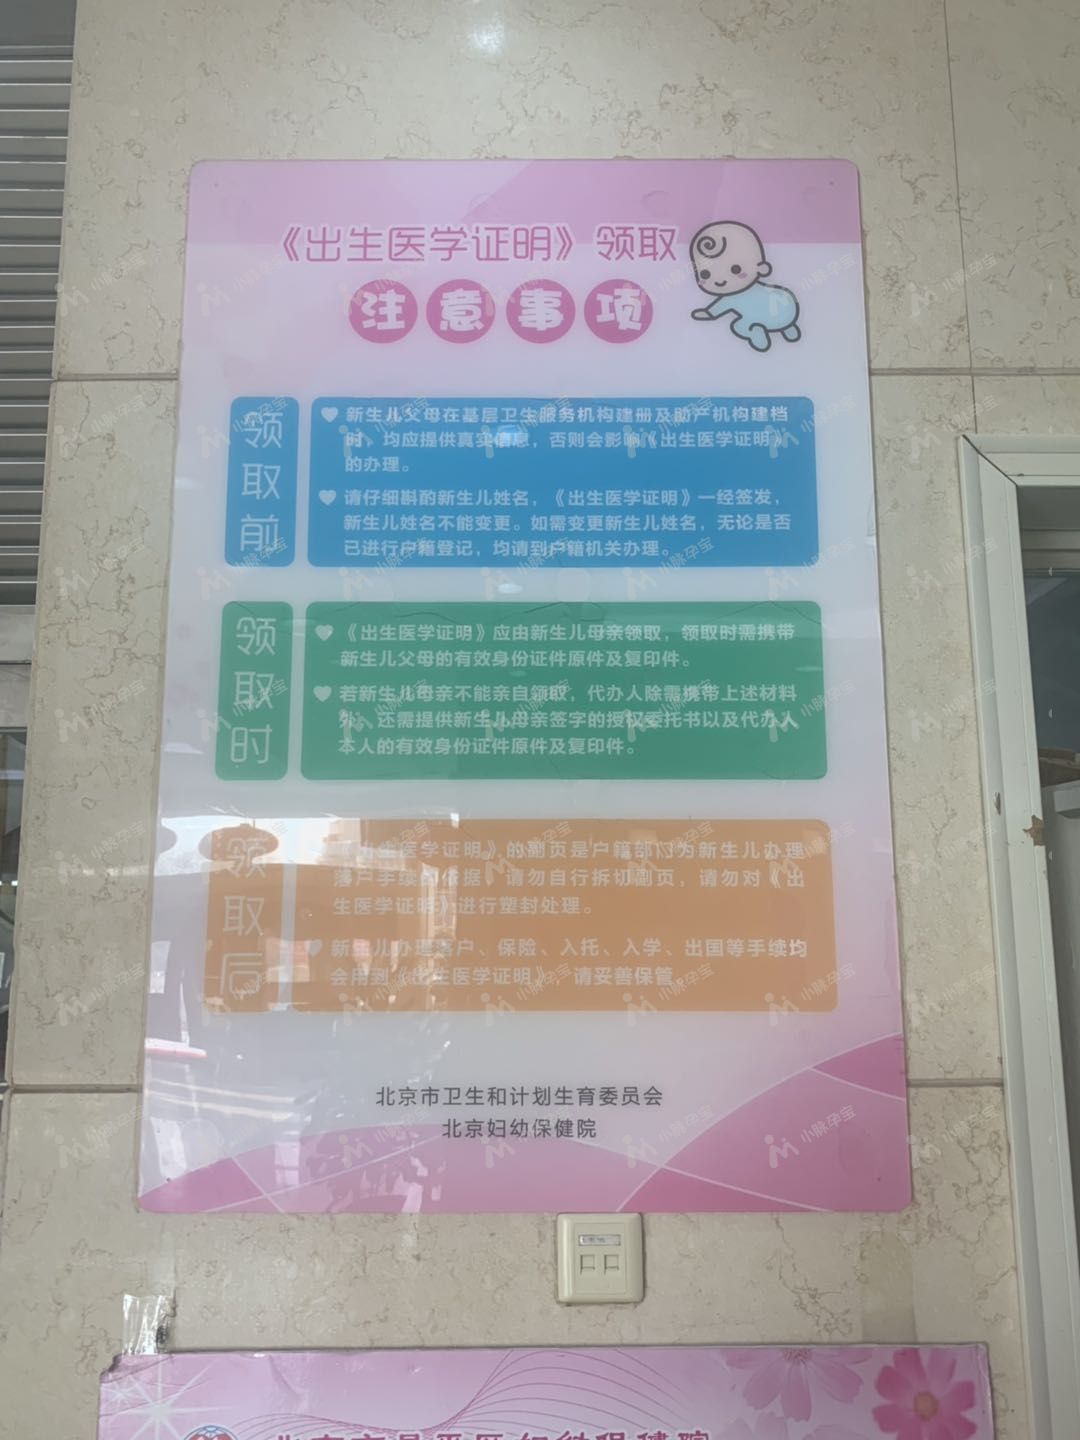 《出生医学证明》领取
注意事项
领取前
新生儿父母在基层卫生服务机构建册及助产机构建档
时，均应提供真实信息，否则会影响《出生医学证明》
的办理。
请仔细斟酌新生儿姓名，《出生医学证明》一经签发，
新生儿姓名不能变更。如需变更新生儿姓名，无论是否
已进行户籍登记，均请到户籍机关办理。
领取时
《出生医学证明》应由新生儿母亲领取，领取时需携带
新生儿父母的有效身份证件原件及复印件。
若新生儿母亲不能亲自领取，代办人除需携带上述材料
外，还需提供新生儿母亲签字的授权委托书以及代办人
本人的有效身份证件原件及复印件。
领取后
《出生医学证明》的副页是户籍部门为新生儿办理
落户手续的依据，请勿自行拆切副页，请勿对《出
生医学证明》进行塑封处理。
新生儿办理落户、保险、入托、入学、出国等手续均
会用到《出生医学证明》，请妥善保管
北京市卫生和计划生育委员会
北京妇幼保健院
小脉孕宝